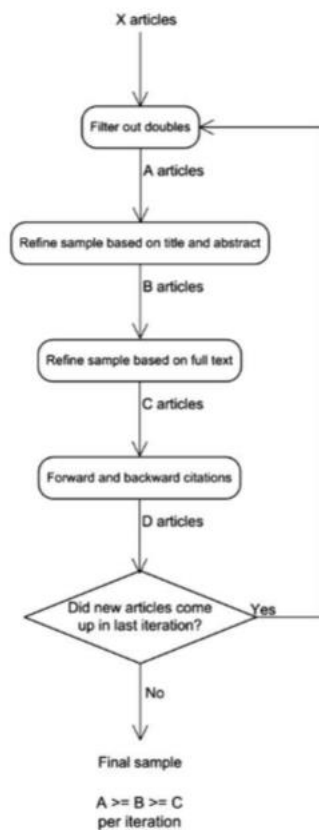 X articles
Filter out doubles
A articles
Refine sample based on title and abstract
B articles
Refine sample based on full text
C articles
Forward and backward citations
D articles
Did new articles come
up in last iteration?
Yes
No
Final sample
A >= B >= C
per iteration